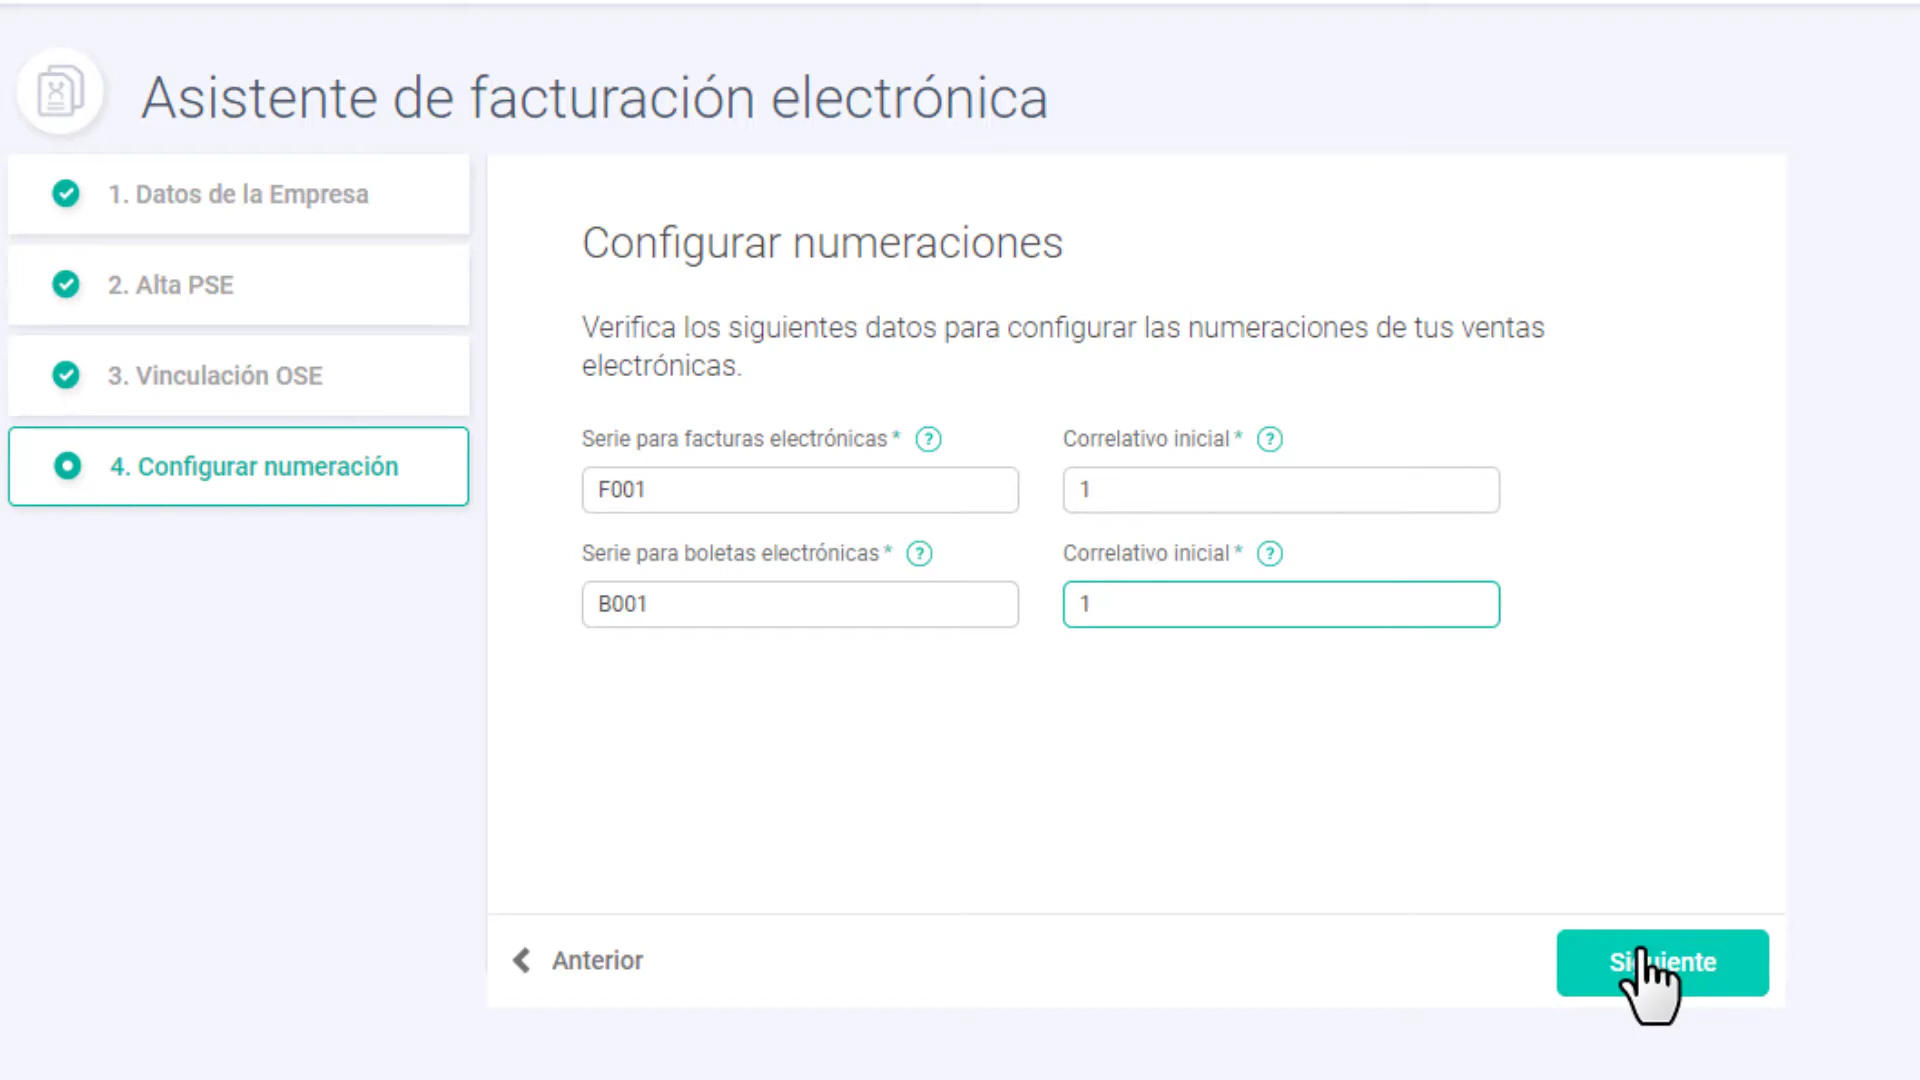 Asistente de facturación electrónica
1. Datos de la Empresa
2. Alta PSE
3. Vinculación OSE
4. Configurar numeración
Configurar numeraciones
Verifica los siguientes datos para configurar las numeraciones de tus ventas
electrónicas.
Serie para facturas electrónicas * ?
Correlativo inicial * ?
F001
1
Serie para boletas electrónicas * ?
Correlativo inicial * ?
B001
1
Anterior
Siguiente